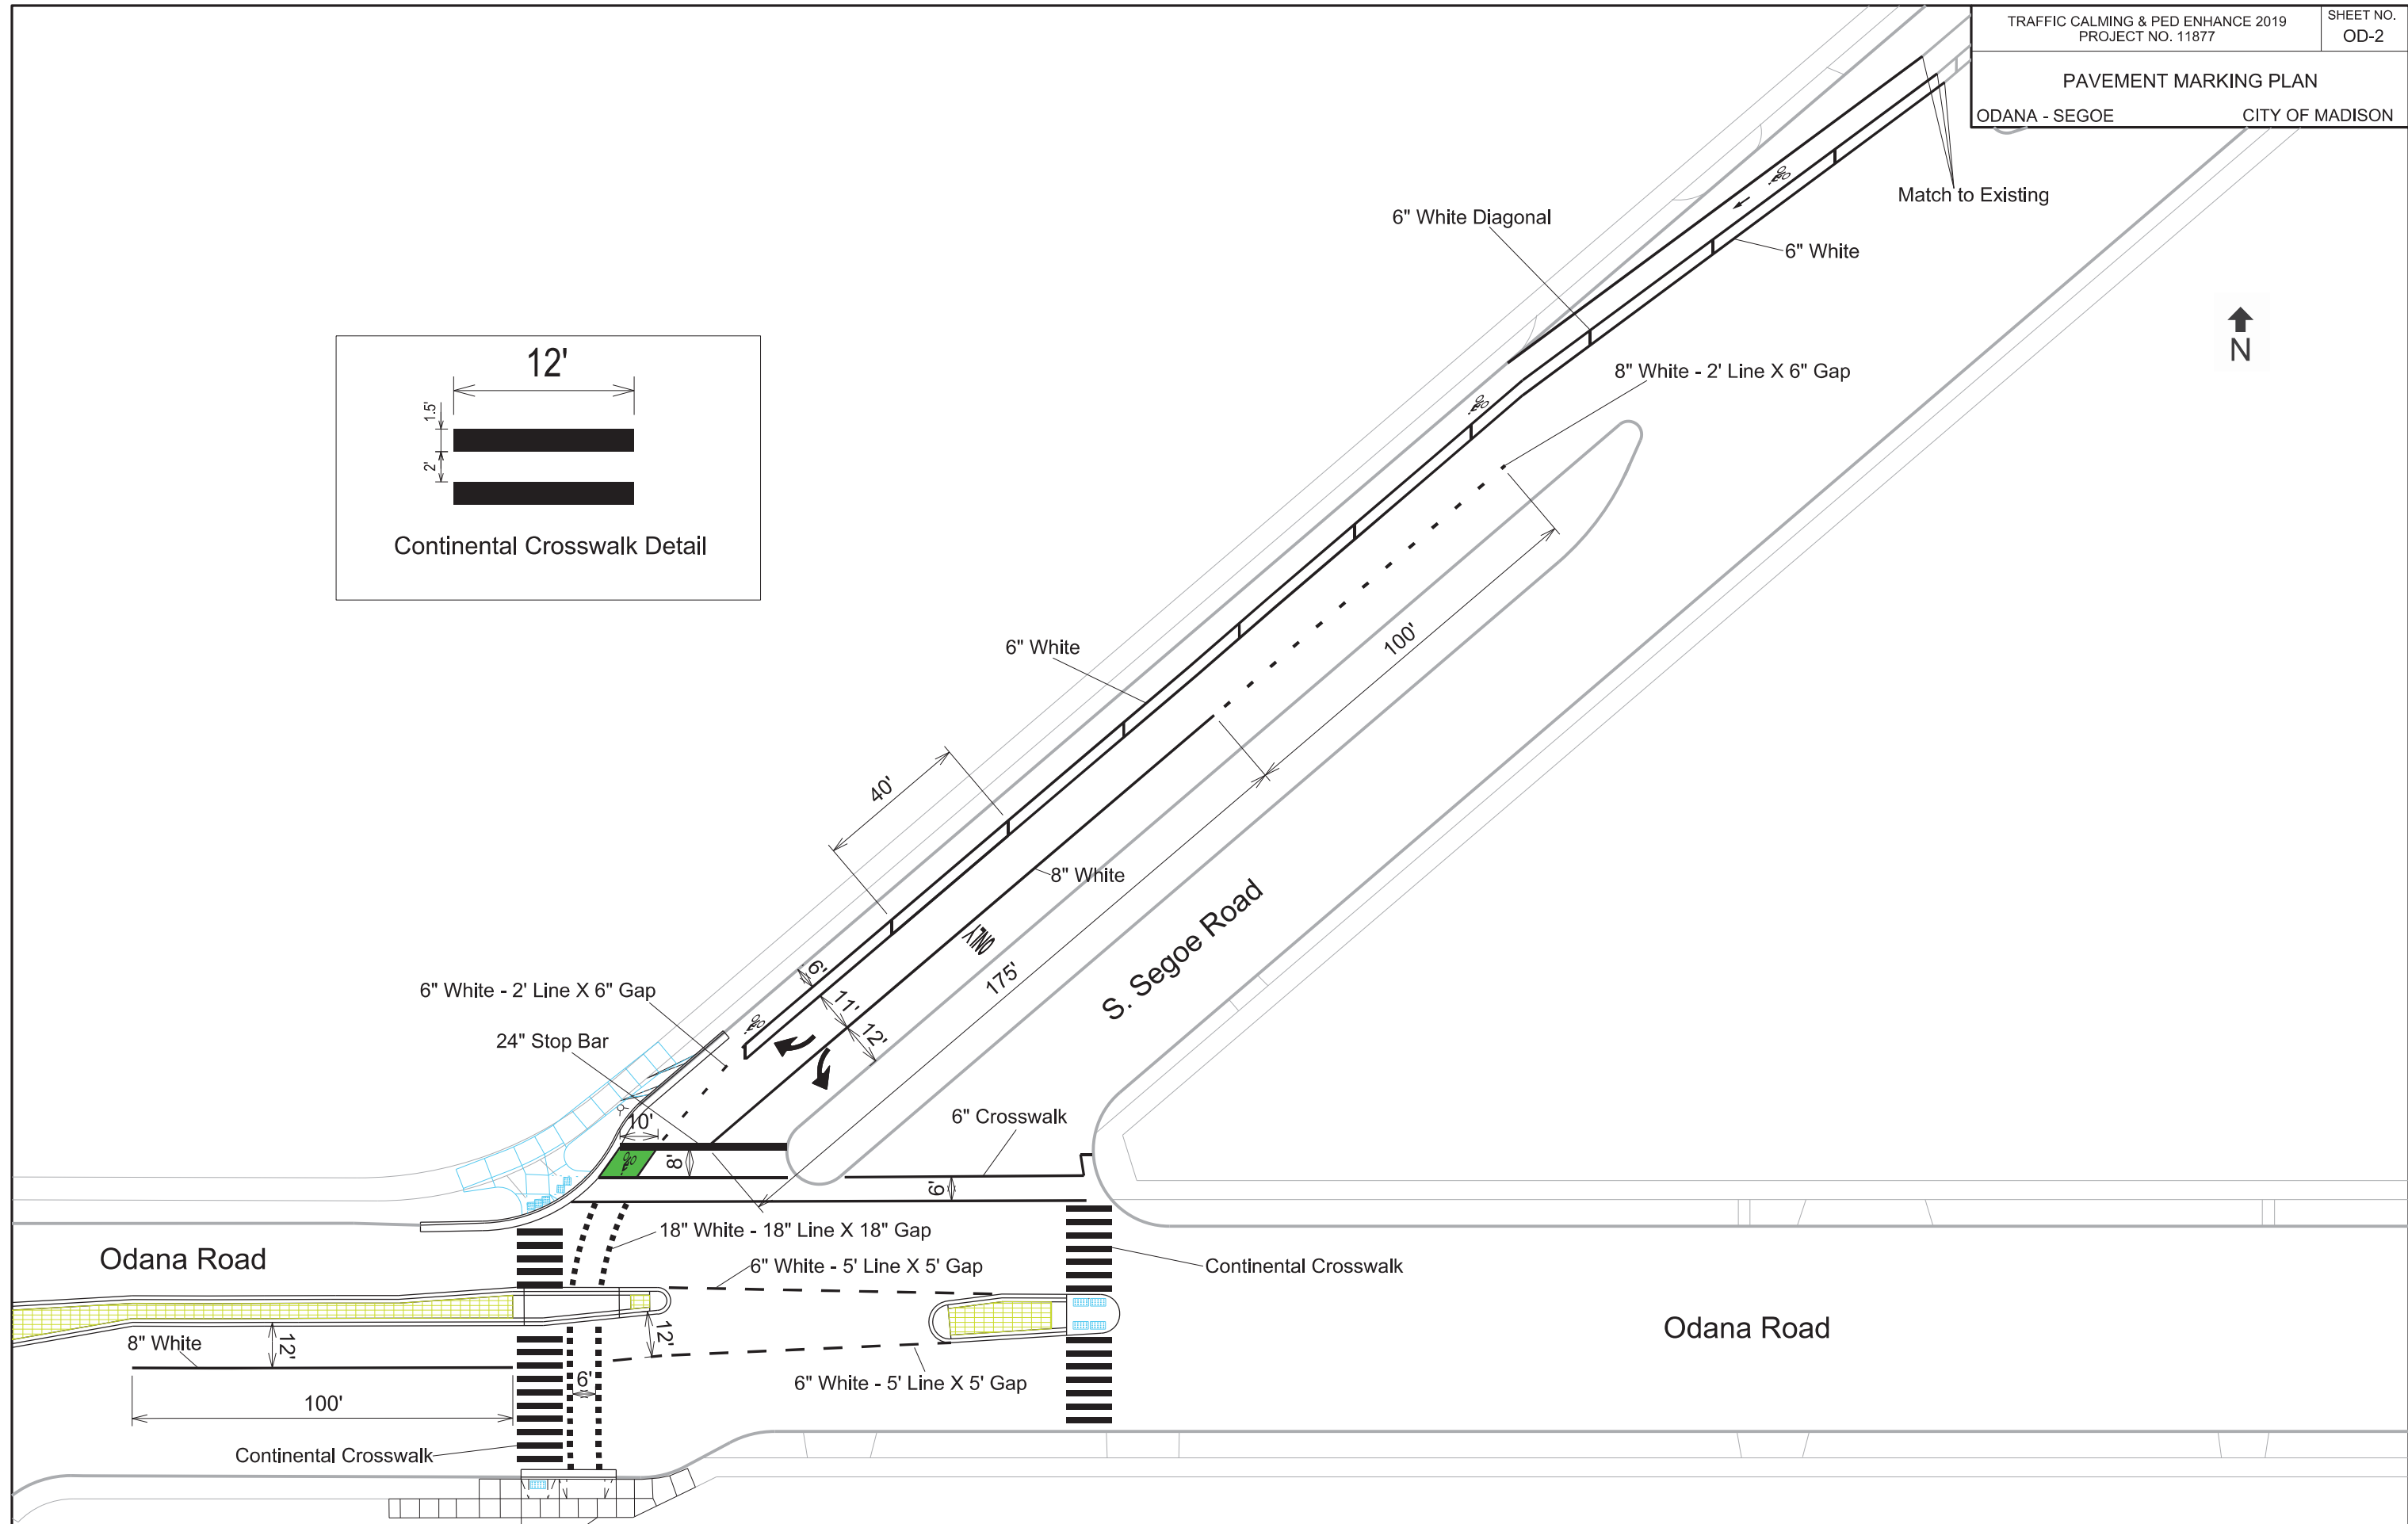 TRAFFIC CALMING & PED ENHANCE 2019
PROJECT NO. 11877
SHEET NO.
OD-2
PAVEMENT MARKING PLAN
ODANA - SEGOE
CITY OF MADISON
Match to Existing
6" White Diagonal
6" White
N
12'
1.5'
2'
Continental Crosswalk Detail
8" White - 2' Line X 6" Gap
100'
6" White
40'
8" White
ONLY
175'
S. Segoe Road
6'
11'
12'
6" White - 2' Line X 6" Gap
24" Stop Bar
10'
8'
6" Crosswalk
6'
18" White - 18" Line X 18" Gap
Odana Road
6" White - 5' Line X 5' Gap
Continental Crosswalk
8" White
12'
12'
Odana Road
6" White - 5' Line X 5' Gap
6'
100'
Continental Crosswalk